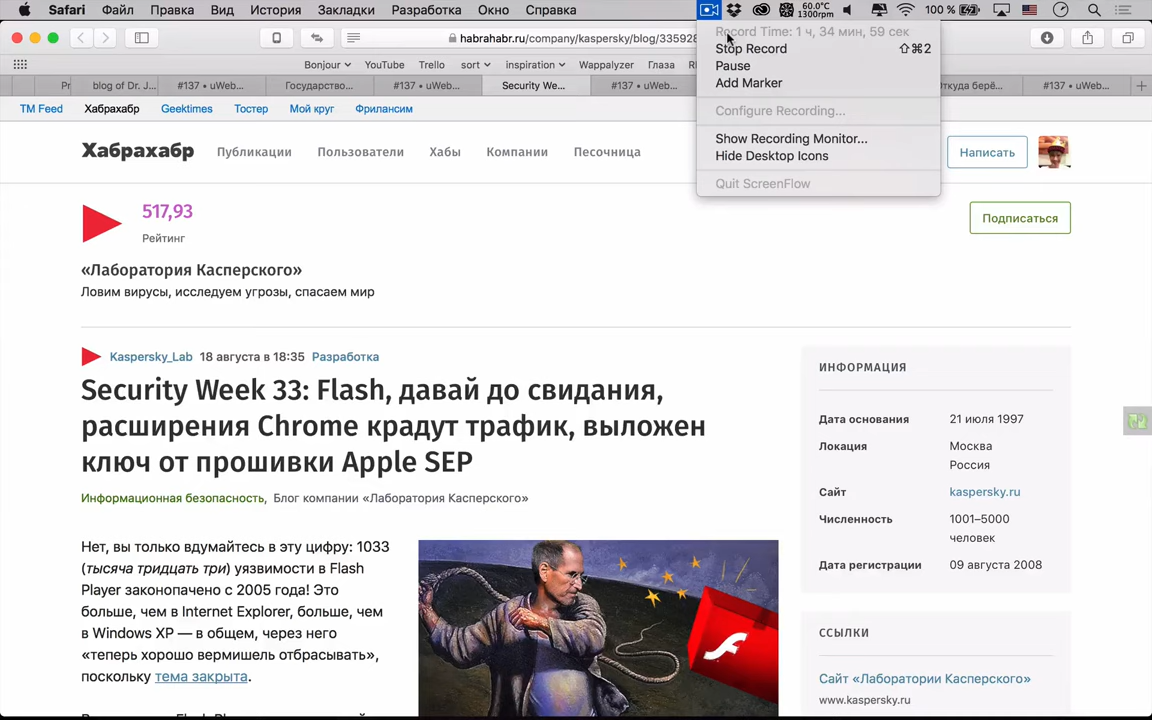 Safari Файл Правка Вид История Закладки Разработка Окно Справка 60.0°C 1300rpm 100 %
Record Time: 1 ч, 34 мин, 59 сек
Stop Record ⇧⌘2
Pause
Add Marker
Configure Recording...
Show Recording Monitor...
Hide Desktop Icons
Quit ScreenFlow
habrahabr.ru/company/kaspersky/blog/335928
Bonjour YouTube Trello sort inspiration Wappalyzer Глаза
blog of Dr. J... #137 • uWeb... Государство... #137 • uWeb... Security We... #137 • uWeb... Откуда берё... #137 • uWeb...
TM Feed Хабрахабр Geektimes Тостер Мой круг Фрилансим
Хабрахабр Публикации Пользователи Хабы Компании Песочница Написать
517,93
Рейтинг
Подписаться
«Лаборатория Касперского»
Ловим вирусы, исследуем угрозы, спасаем мир
Kaspersky_Lab 18 августа в 18:35 Разработка
Security Week 33: Flash, давай до свидания,
расширения Chrome крадут трафик, выложен
ключ от прошивки Apple SEP
Информационная безопасность, Блог компании «Лаборатория Касперского»
Нет, вы только вдумайтесь в эту цифру: 1033
(тысяча тридцать три) уязвимости в Flash
Player законопачено с 2005 года! Это
больше, чем в Internet Explorer, больше, чем
в Windows XP — в общем, через него
«теперь хорошо вермишель отбрасывать»,
поскольку тема закрыта.
ИНФОРМАЦИЯ
Дата основания 21 июля 1997
Локация Москва
Россия
Сайт kaspersky.ru
Численность 1001–5000
человек
Дата регистрации 09 августа 2008
ССЫЛКИ
Сайт «Лаборатории Касперского»
www.kaspersky.ru